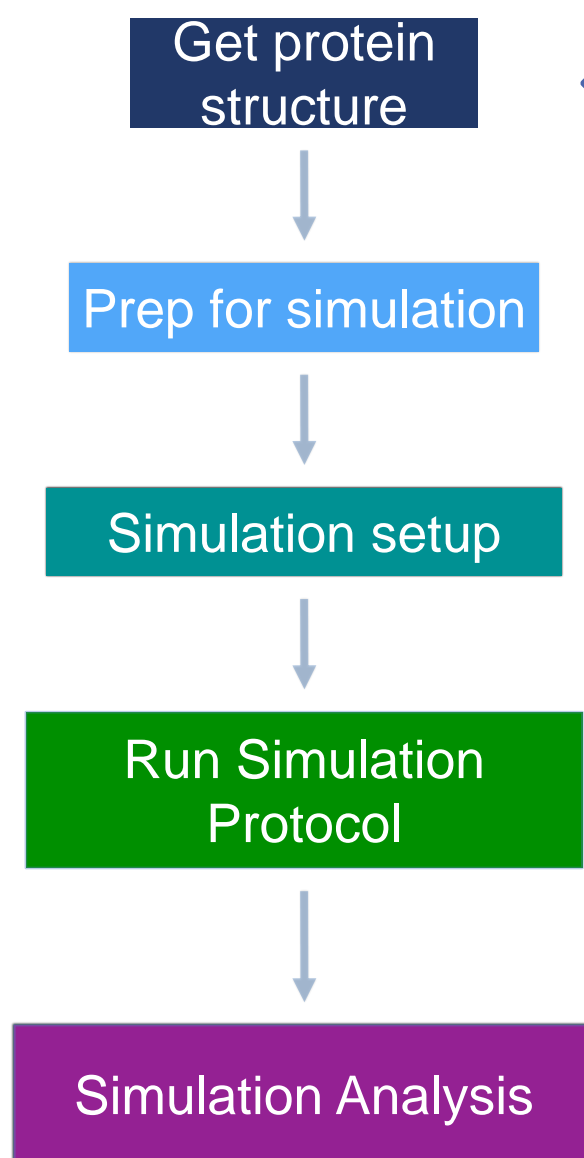 Get protein
structure
Prep for simulation
Simulation setup
Run Simulation
Protocol
Simulation Analysis